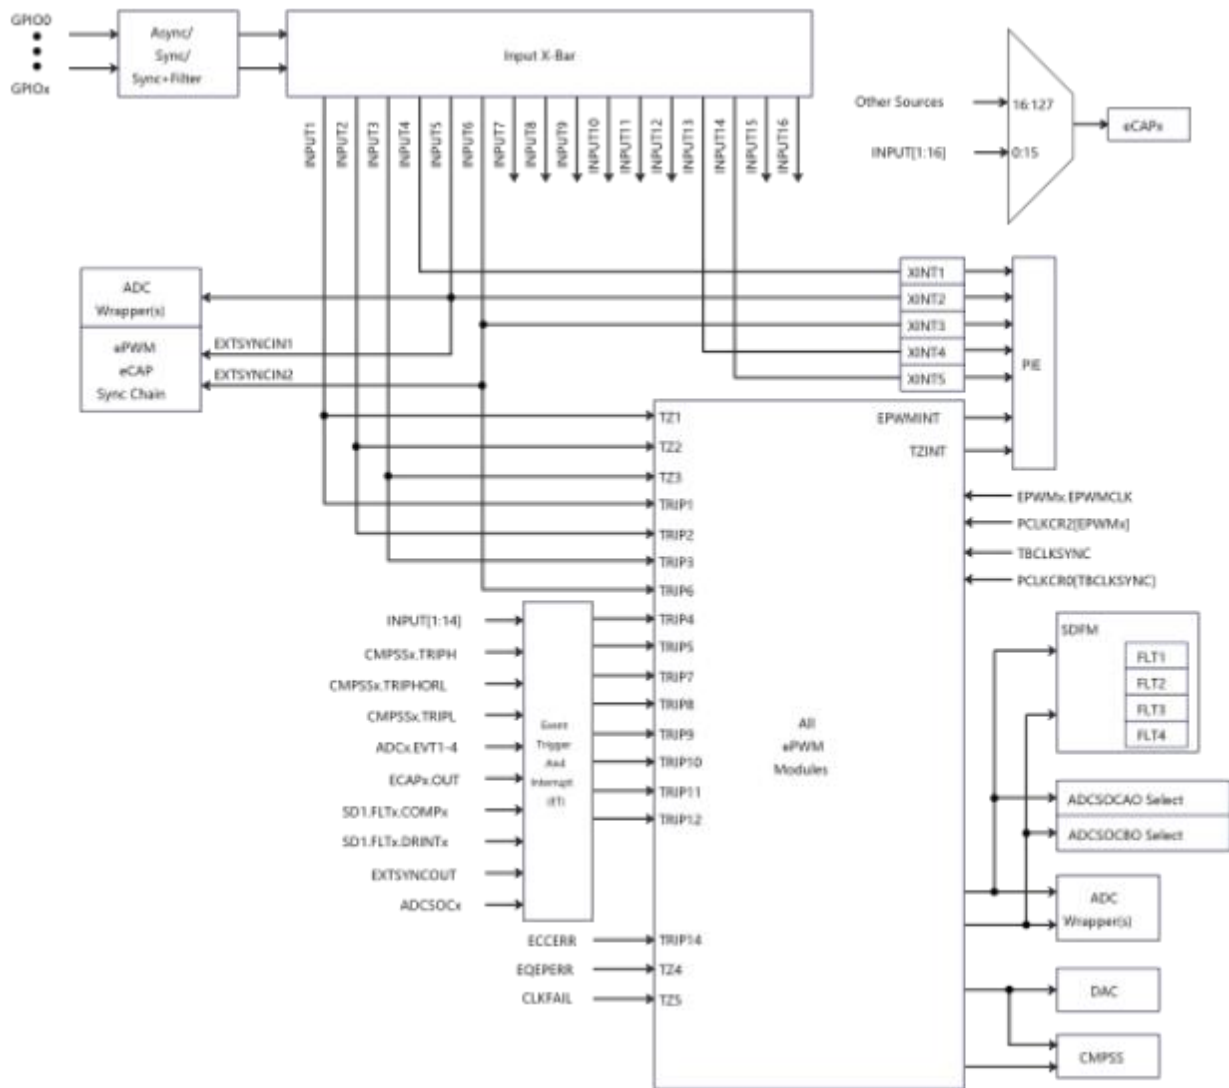 GPIO0
GPIOx
Async/
Sync/
Sync+Filter
Input X-Bar
INPUT1
INPUT2
INPUT3
INPUT4
INPUT5
INPUT6
INPUT7
INPUT8
INPUT9
INPUT10
INPUT11
INPUT12
INPUT13
INPUT14
INPUT15
INPUT16
Other Sources
16:127
INPUT[1:16]
0:15
eCAPx
ADC
Wrapper(s)
ePWM
eCAP
Sync Chain
EXTSYNCIN1
EXTSYNCIN2
XINT1
XINT2
XINT3
XINT4
XINT5
PIE
TZ1
TZ2
TZ3
TRIP1
TRIP2
TRIP3
TRIP6
TRIP4
TRIP5
TRIP7
TRIP8
TRIP9
TRIP10
TRIP11
TRIP12
TRIP14
TZ4
TZ5
EPWMINT
TZINT
All
ePWM
Modules
EPWMx.EPWMCLK
PCLKCR2[EPWMx]
TBCLKSYNC
PCLKCR0[TBCLKSYNC]
INPUT[1:14]
CMPSSx.TRIPH
CMPSSx.TRIPHORL
CMPSSx.TRIPL
ADCx.EVT1-4
ECAPx.OUT
SD1.FLTx.COMPx
SD1.FLTx.DRINTx
EXTSYNCOUT
ADCSOCx
Event
Trigger
And
Interrupt
(ET)
ECCERR
EQEPERR
CLKFAIL
SDFM
FLT1
FLT2
FLT3
FLT4
ADCSOCAO Select
ADCSOCBO Select
ADC
Wrapper(s)
DAC
CMPSS